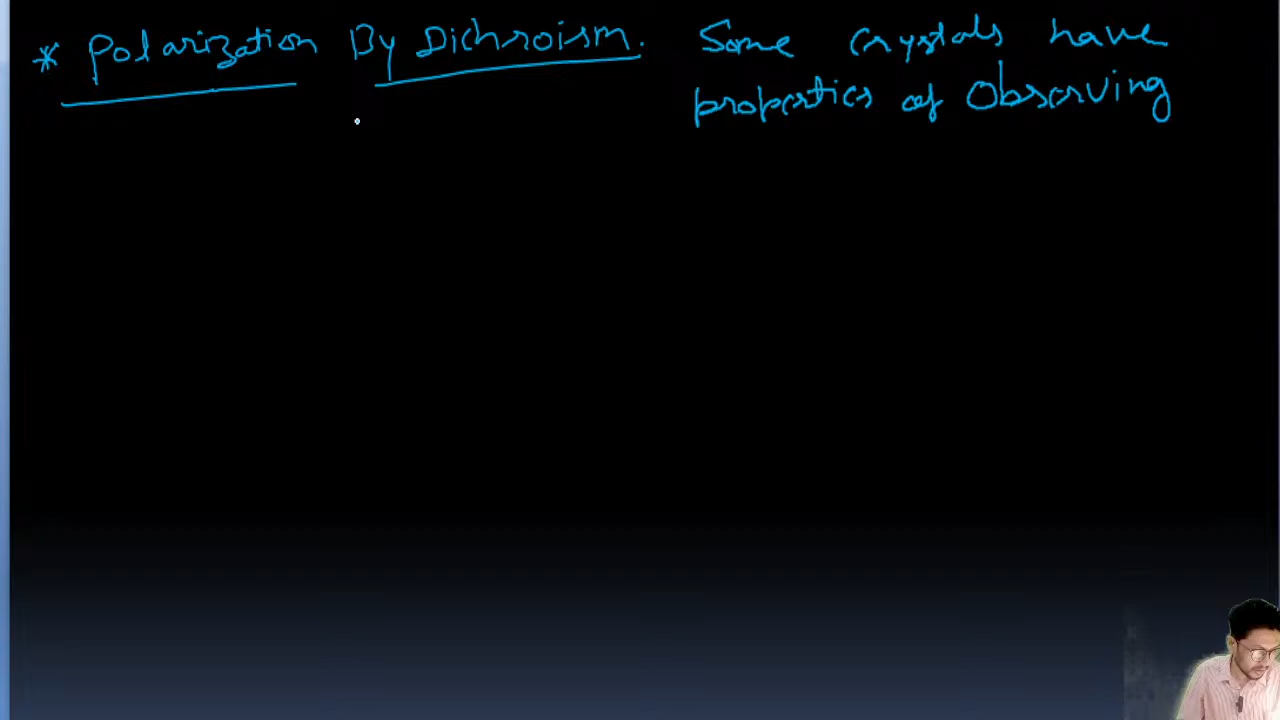 * Polarization By Dichroism. Some crystals have
properties of Observing